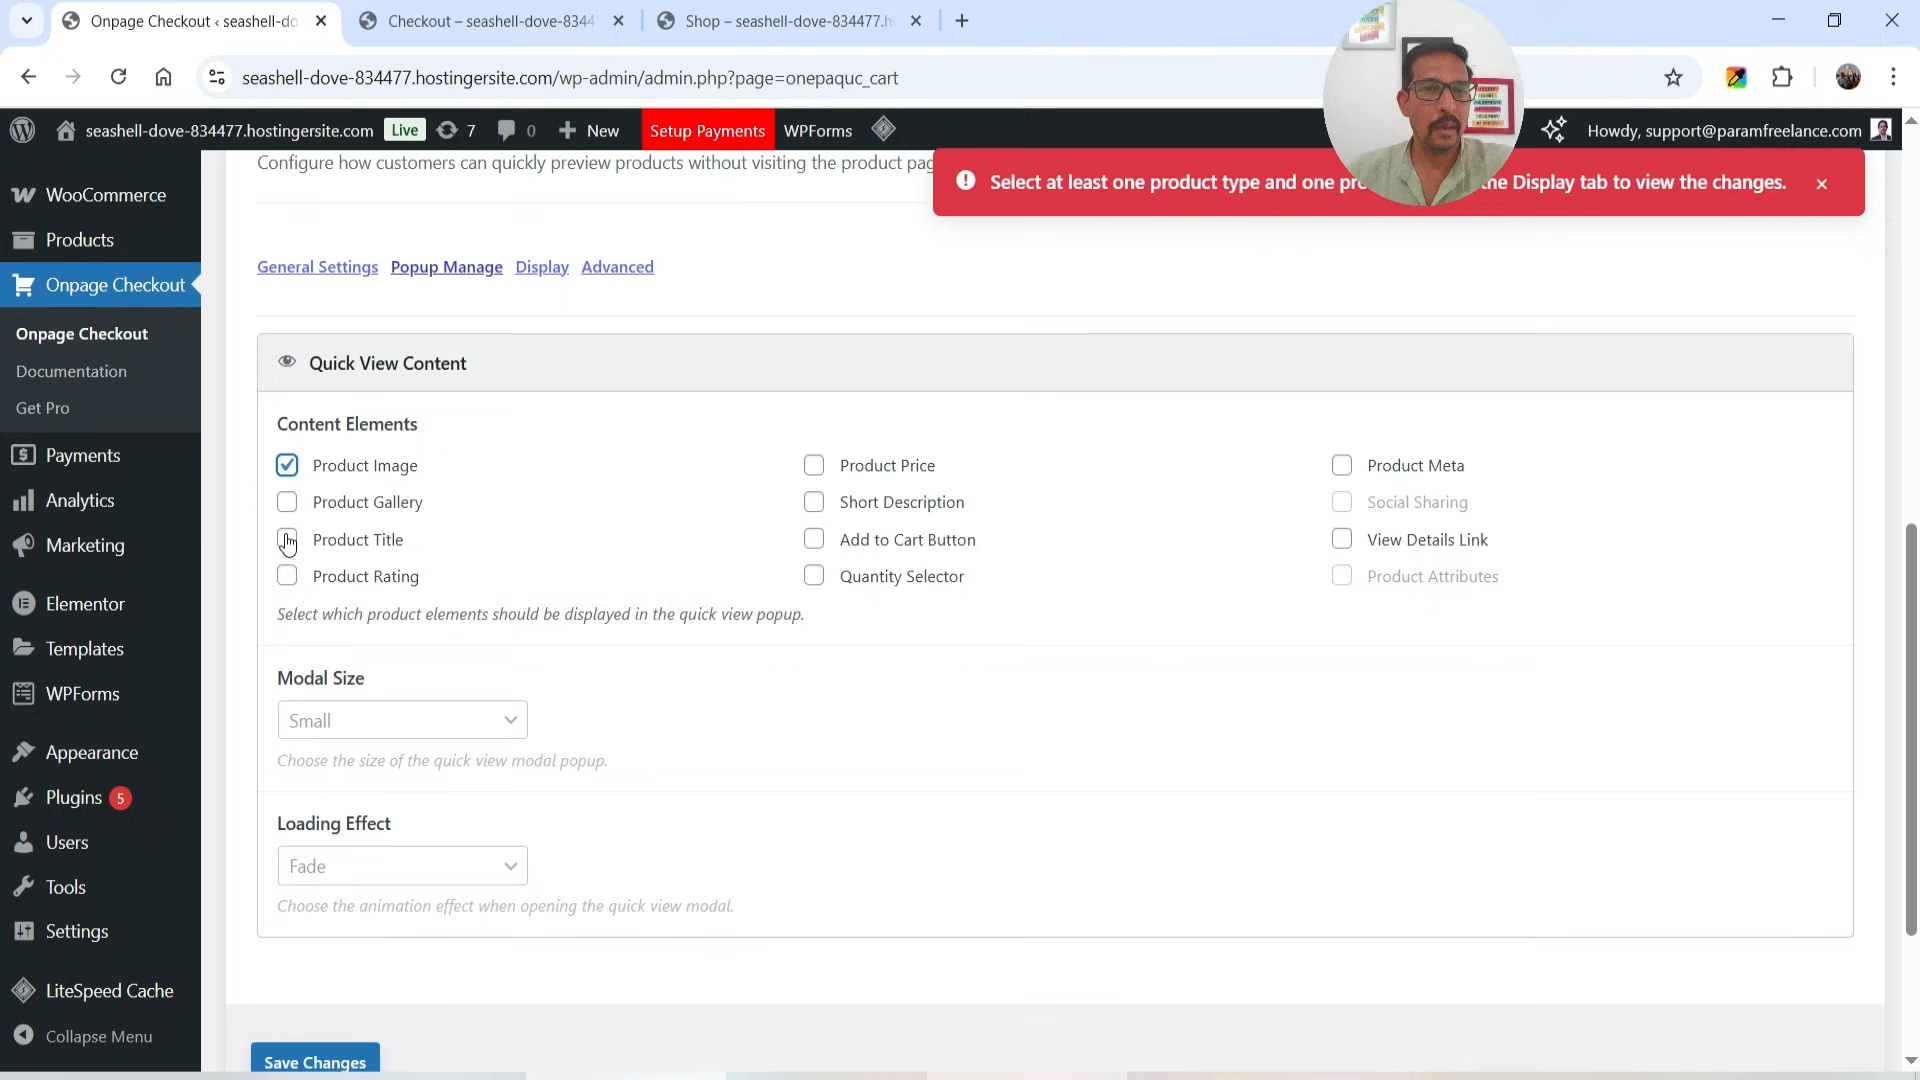 Onpage Checkout ‹ seashell-do
Checkout – seashell-dove-8344
Shop – seashell-dove-834477.h
seashell-dove-834477.hostingersite.com/wp-admin/admin.php?page=onepaquc_cart
seashell-dove-834477.hostingersite.com Live 7 0 New Setup Payments WPForms Howdy, support@paramfreelance.com
Configure how customers can quickly preview products without visiting the product pag
Select at least one product type and one pr he Display tab to view the changes.
WooCommerce
Products
Onpage Checkout
Onpage Checkout
Documentation
Get Pro
Payments
Analytics
Marketing
Elementor
Templates
WPForms
Appearance
Plugins 5
Users
Tools
Settings
LiteSpeed Cache
Collapse Menu
General Settings Popup Manage Display Advanced
Quick View Content
Content Elements
Product Image Product Price Product Meta
Product Gallery Short Description Social Sharing
Product Title Add to Cart Button View Details Link
Product Rating Quantity Selector Product Attributes
Select which product elements should be displayed in the quick view popup.
Modal Size
Small
Choose the size of the quick view modal popup.
Loading Effect
Fade
Choose the animation effect when opening the quick view modal.
Save Changes